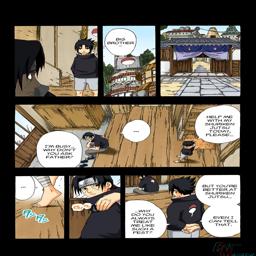 BIG
BROTHER...
HELP ME
WITH MY
SHURIKEN
JUTSU
TODAY,
PLEASE...
I'M BUSY.
WHY DON'T
YOU ASK
FATHER?
BUT YOU'RE
BETTER AT
SHURIKEN
JUTSU...
EVEN I
CAN TELL
THAT.
...WHY
DO YOU
ALWAYS
TREAT ME
LIKE SUCH
A PEST?